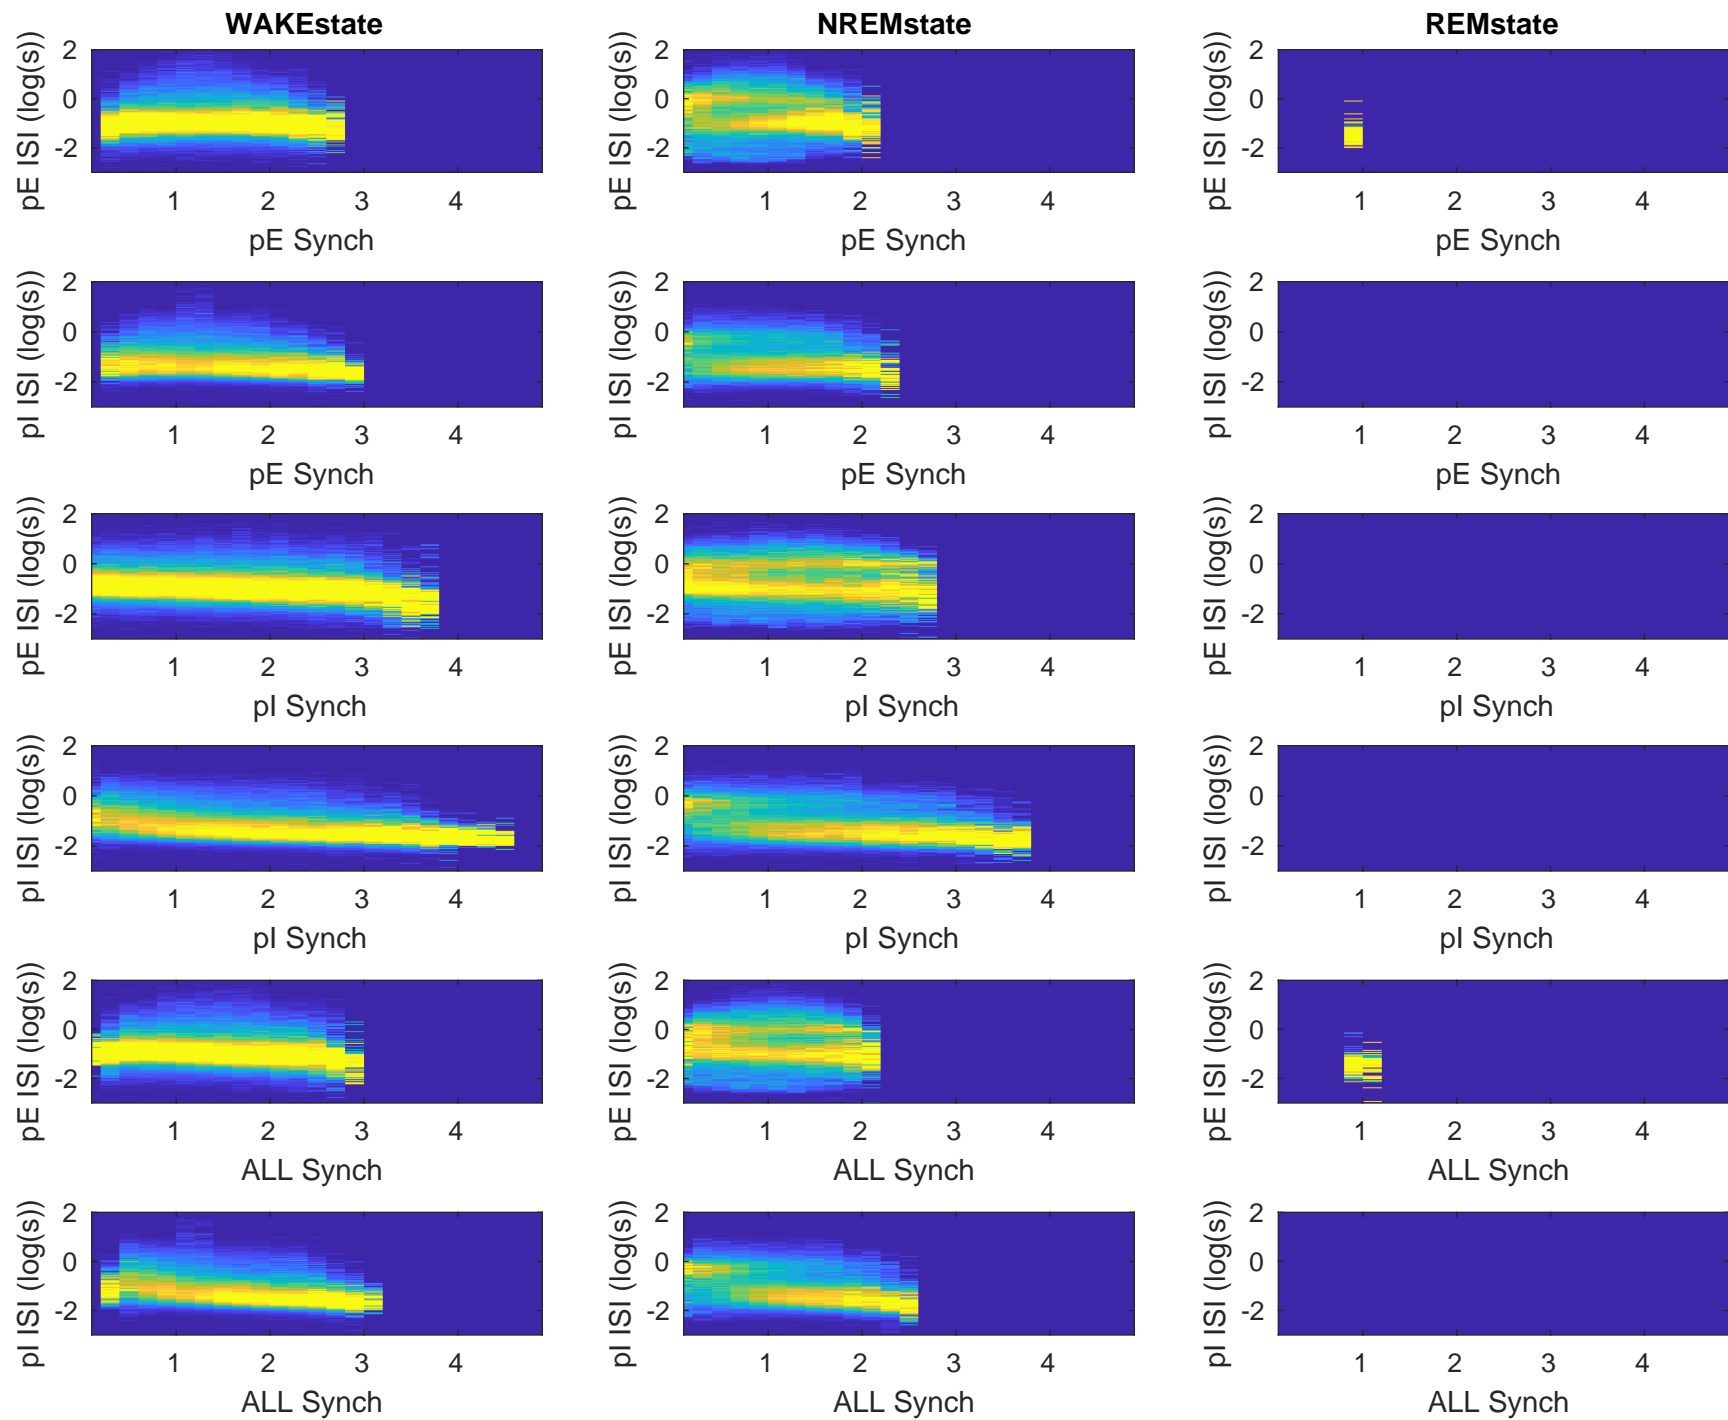 WAKEstate NREMstate REMstate
pE ISI (log(s)) 2 0 -2 pE ISI (log(s)) 2 0 -2 pE ISI (log(s)) 2 0 -2
1 2 3 4 1 2 3 4 1 2 3 4
pE Synch pE Synch pE Synch
pI ISI (log(s)) 2 0 -2 pI ISI (log(s)) 2 0 -2 pI ISI (log(s)) 2 0 -2
1 2 3 4 1 2 3 4 1 2 3 4
pE Synch pE Synch pE Synch
pE ISI (log(s)) 2 0 -2 pE ISI (log(s)) 2 0 -2 pE ISI (log(s)) 2 0 -2
1 2 3 4 1 2 3 4 1 2 3 4
pI Synch pI Synch pI Synch
pI ISI (log(s)) 2 0 -2 pI ISI (log(s)) 2 0 -2 pI ISI (log(s)) 2 0 -2
1 2 3 4 1 2 3 4 1 2 3 4
pI Synch pI Synch pI Synch
pE ISI (log(s)) 2 0 -2 pE ISI (log(s)) 2 0 -2 pE ISI (log(s)) 2 0 -2
1 2 3 4 1 2 3 4 1 2 3 4
ALL Synch ALL Synch ALL Synch
pI ISI (log(s)) 2 0 -2 pI ISI (log(s)) 2 0 -2 pI ISI (log(s)) 2 0 -2
1 2 3 4 1 2 3 4 1 2 3 4
ALL Synch ALL Synch ALL Synch